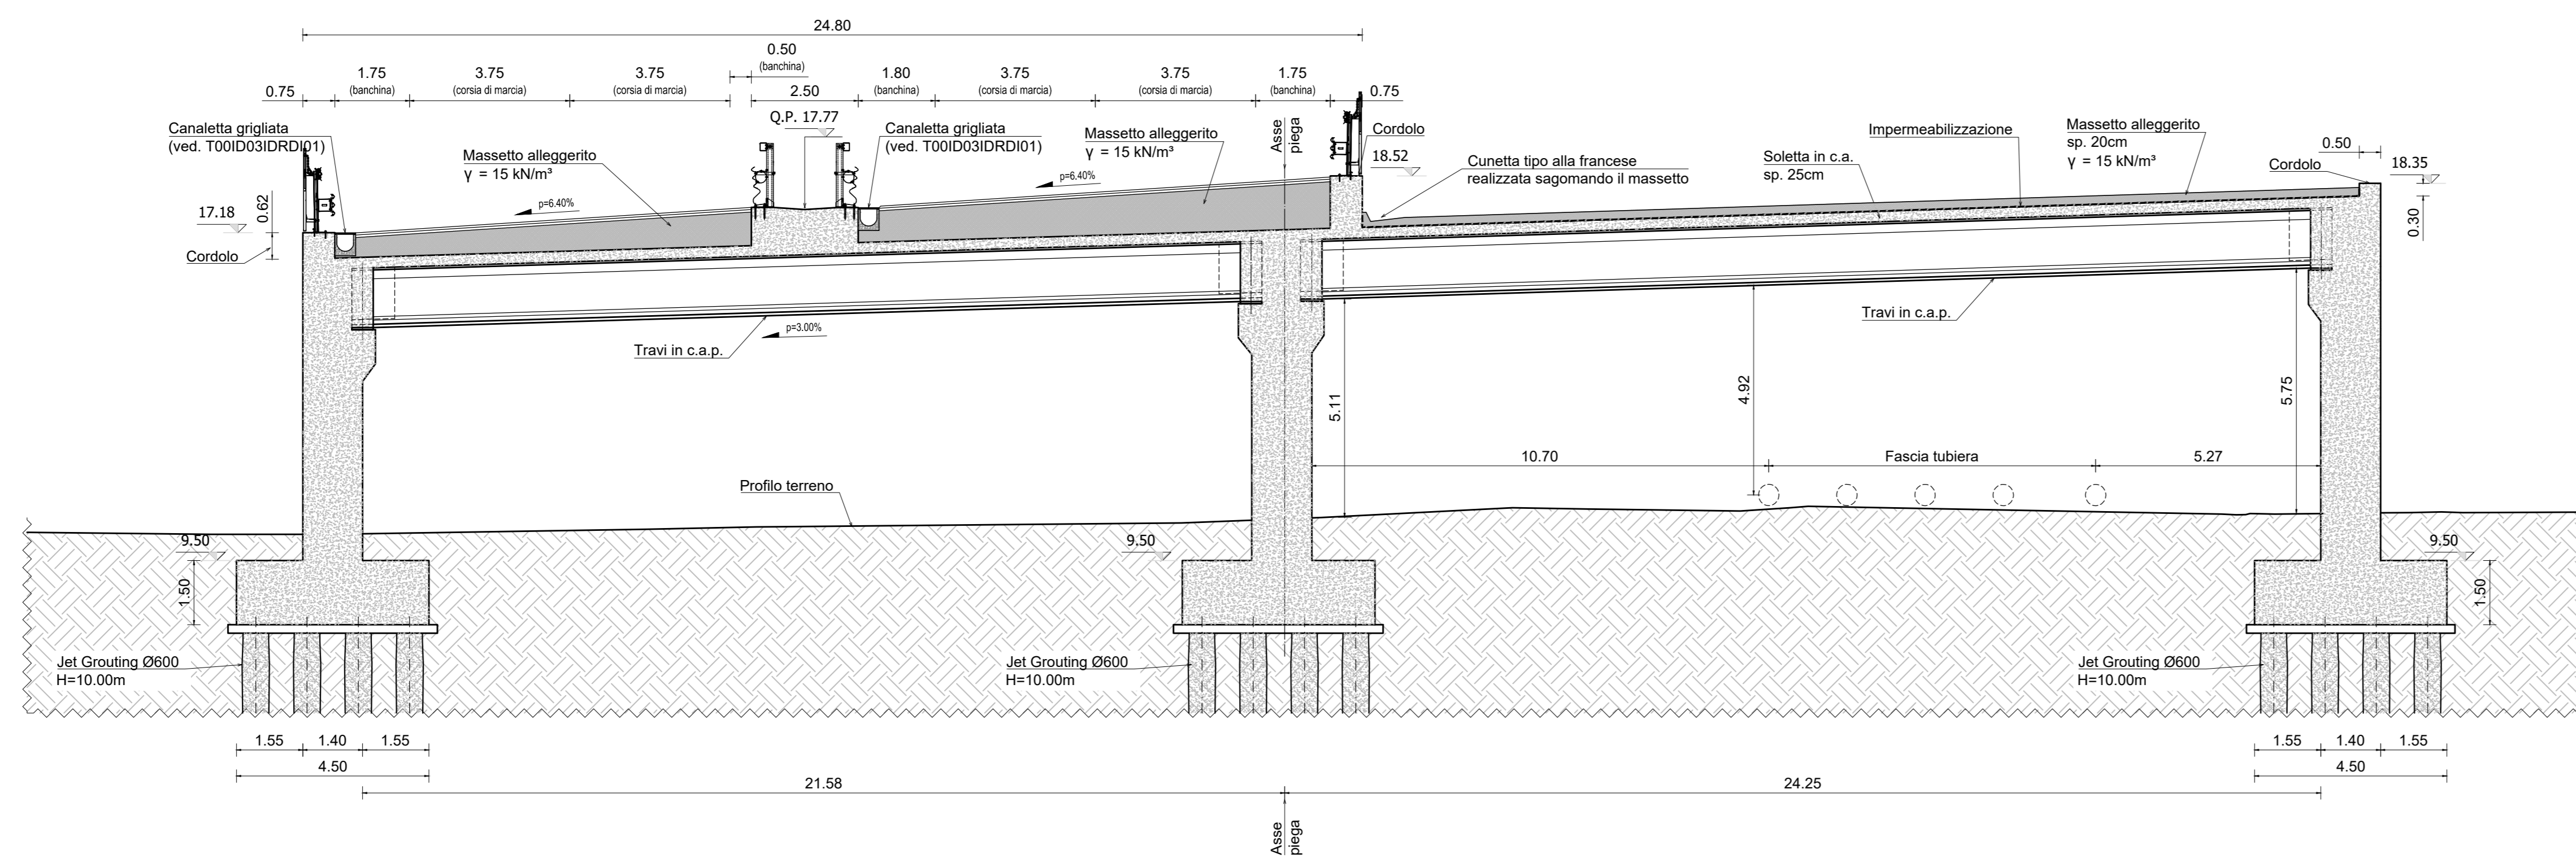 24.80
0.50
(banchina)
1.75
(banchina)
3.75
(corsia di marcia)
3.75
(corsia di marcia)
1.80
(banchina)
3.75
(corsia di marcia)
3.75
(corsia di marcia)
1.75
(banchina)
0.75
2.50
0.75
Q.P. 17.77
Canaletta grigliata
(ved. T00ID03IDRDI01)
Massetto alleggerito
γ = 15 kN/m³
Canaletta grigliata
(ved. T00ID03IDRDI01)
Massetto alleggerito
γ = 15 kN/m³
Asse
piega
Cordolo
18.52
Cunetta tipo alla francese
realizzata sagomando il massetto
Soletta in c.a.
sp. 25cm
Impermeabilizzazione
Massetto alleggerito
sp. 20cm
γ = 15 kN/m³
0.50
Cordolo
18.35
0.30
p=6.40%
p=6.40%
17.18
0.62
Cordolo
p=3.00%
Travi in c.a.p.
Travi in c.a.p.
5.11
4.92
5.75
10.70
Fascia tubiera
5.27
Profilo terreno
9.50
9.50
9.50
1.50
1.50
Jet Grouting Ø600
H=10.00m
Jet Grouting Ø600
H=10.00m
Jet Grouting Ø600
H=10.00m
1.55
1.40
1.55
4.50
1.55
1.40
1.55
4.50
21.58
24.25
Asse
piega